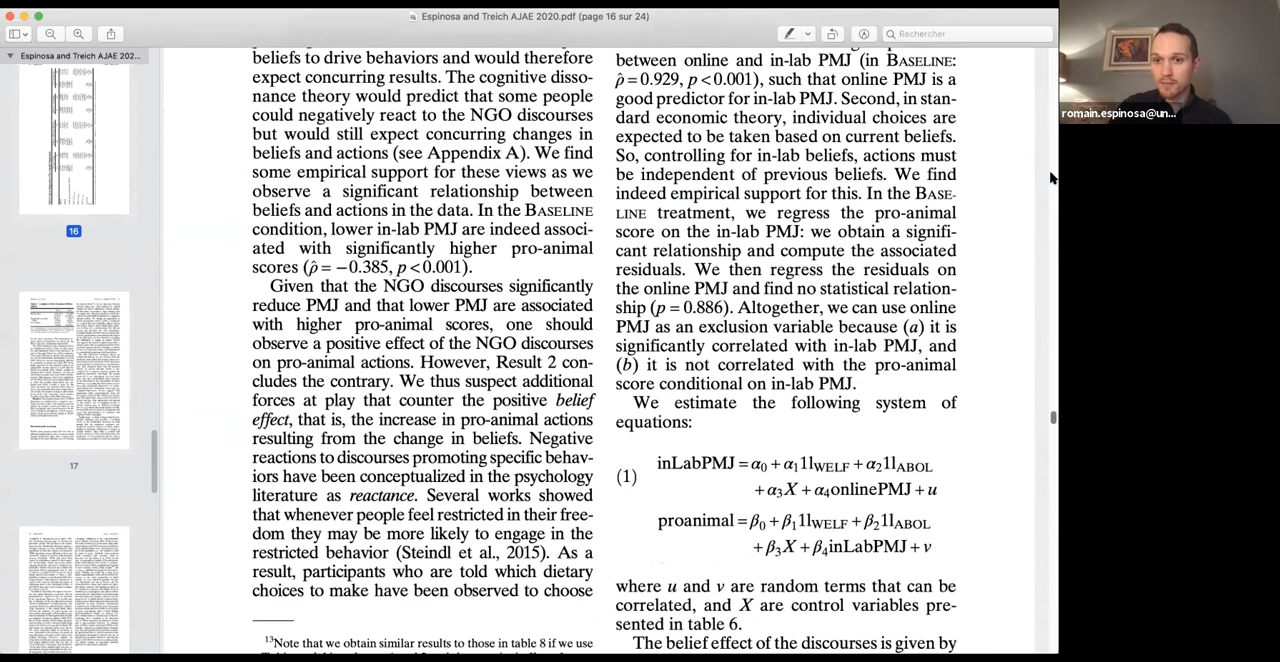 Espinosa and Treich AJAE 2020.pdf (page 16 sur 24)
Rechercher
Espinosa and Treich AJAE 202...
16
17
beliefs to drive behaviors and would therefore
expect concurring results. The cognitive disso-
nance theory would predict that some people
could negatively react to the NGO discourses
but would still expect concurring changes in
beliefs and actions (see Appendix A). We find
some empirical support for these views as we
observe a significant relationship between
beliefs and actions in the data. In the BASELINE
condition, lower in-lab PMJ are indeed associ-
ated with significantly higher pro-animal
scores (ρ̂ = −0.385, p < 0.001).
Given that the NGO discourses significantly
reduce PMJ and that lower PMJ are associated
with higher pro-animal scores, one should
observe a positive effect of the NGO discourses
on pro-animal actions. However, result 2 con-
cludes the contrary. We thus suspect additional
forces at play that counter the positive belief
effect, that is, the increase in pro-animal actions
resulting from the change in beliefs. Negative
reactions to discourses promoting specific behav-
iors have been conceptualized in the psychology
literature as reactance. Several works showed
that whenever people feel restricted in their free-
dom they may be more likely to engage in the
restricted behavior (Steindl et al. 2015). As a
result, participants who are told which dietary
choices to make have been observed to choose
15Note that we obtain similar results to those in table 8 if we use
between online and in-lab PMJ (in BASELINE:
ρ̂ = 0.929, p < 0.001), such that online PMJ is a
good predictor for in-lab PMJ. Second, in stan-
dard economic theory, individual choices are
expected to be taken based on current beliefs.
So, controlling for in-lab beliefs, actions must
be independent of previous beliefs. We find
indeed empirical support for this. In the BASE-
LINE treatment, we regress the pro-animal
score on the in-lab PMJ: we obtain a signifi-
cant relationship and compute the associated
residuals. We then regress the residuals on
the online PMJ and find no statistical relation-
ship (p = 0.886). Altogether, we can use online
PMJ as an exclusion variable because (a) it is
significantly correlated with in-lab PMJ, and
(b) it is not correlated with the pro-animal
score conditional on in-lab PMJ.
We estimate the following system of
equations:
(1) inLabPMJ = α0 + α11lWELF + α21lABOL
+ α3X + α4onlinePMJ + u
proanimal = β0 + β11lWELF + β21lABOL
+ β3X + β4inLabPMJ + v
where u and v are error terms that can be
correlated, and X are control variables pre-
sented in table 6.
The belief effect of the discourses is given by
romain.espinosa@un...